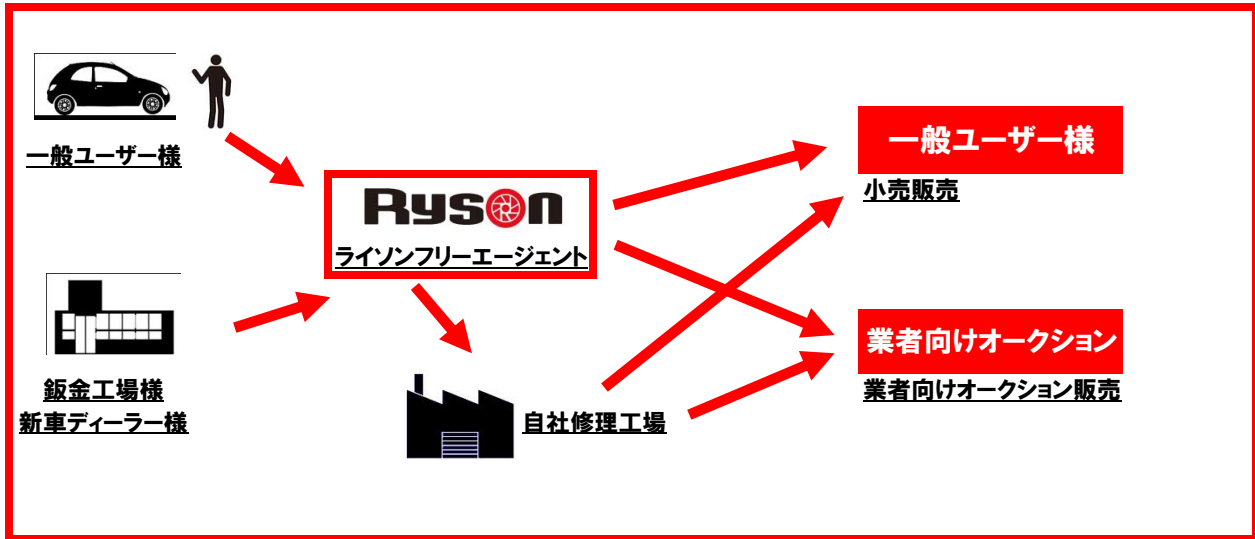 一般ユーザー様
Ryson
ライソンフリーエージェント
鈑金工場様
新車ディーラー様
自社修理工場
一般ユーザー様
小売販売
業者向けオークション
業者向けオークション販売